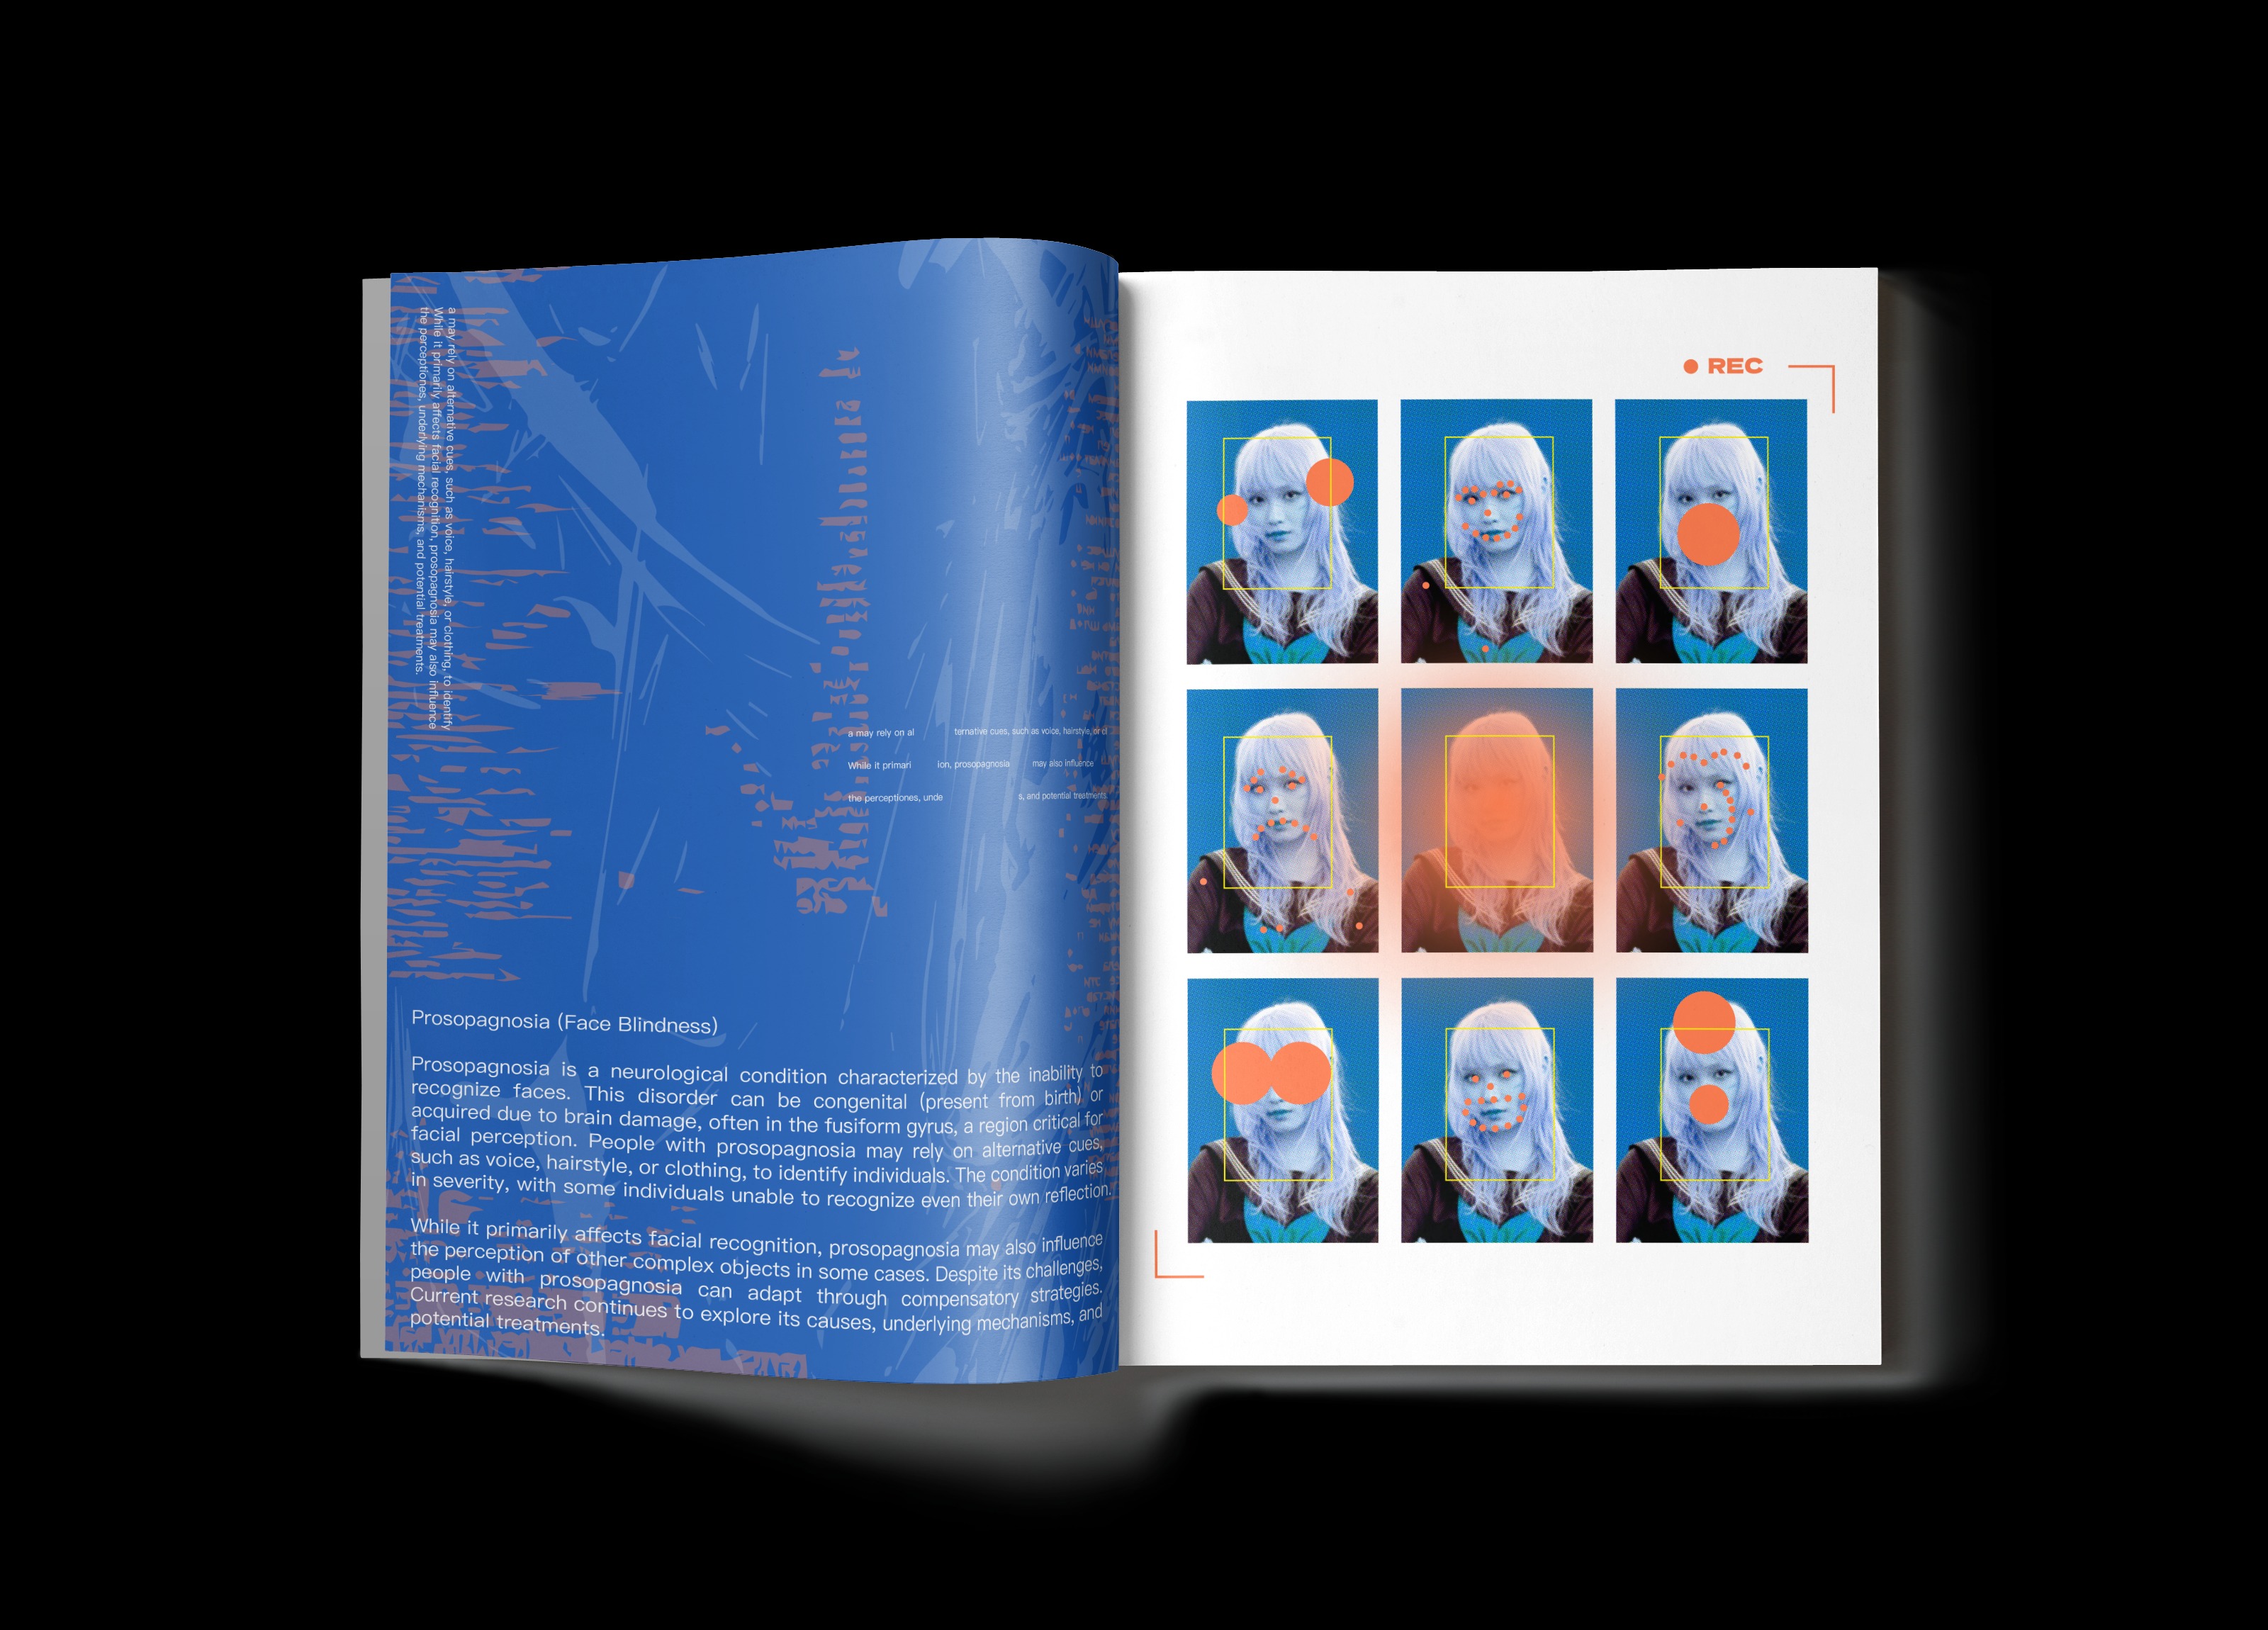 a may rely on alternative cues, such as voice, hairstyle, or clothing, to identify
While it primarily affects facial recognition, prosopagnosia may also influence
the perceptiones, underlying mechanisms, and potential treatments.
a may rely on al ternative cues, such as voice, hairstyle, or cl
While it primari ion, prosopagnosia may also influence
the perceptiones, unde s, and potential treatments
Prosopagnosia (Face Blindness)
Prosopagnosia is a neurological condition characterized by the inability to
recognize faces. This disorder can be congenital (present from birth) or
acquired due to brain damage, often in the fusiform gyrus, a region critical for
facial perception. People with prosopagnosia may rely on alternative cues,
such as voice, hairstyle, or clothing, to identify individuals. The condition varies
in severity, with some individuals unable to recognize even their own reflection.
While it primarily affects facial recognition, prosopagnosia may also influence
the perception of other complex objects in some cases. Despite its challenges,
people with prosopagnosia can adapt through compensatory strategies.
Current research continues to explore its causes, underlying mechanisms, and
potential treatments.
REC